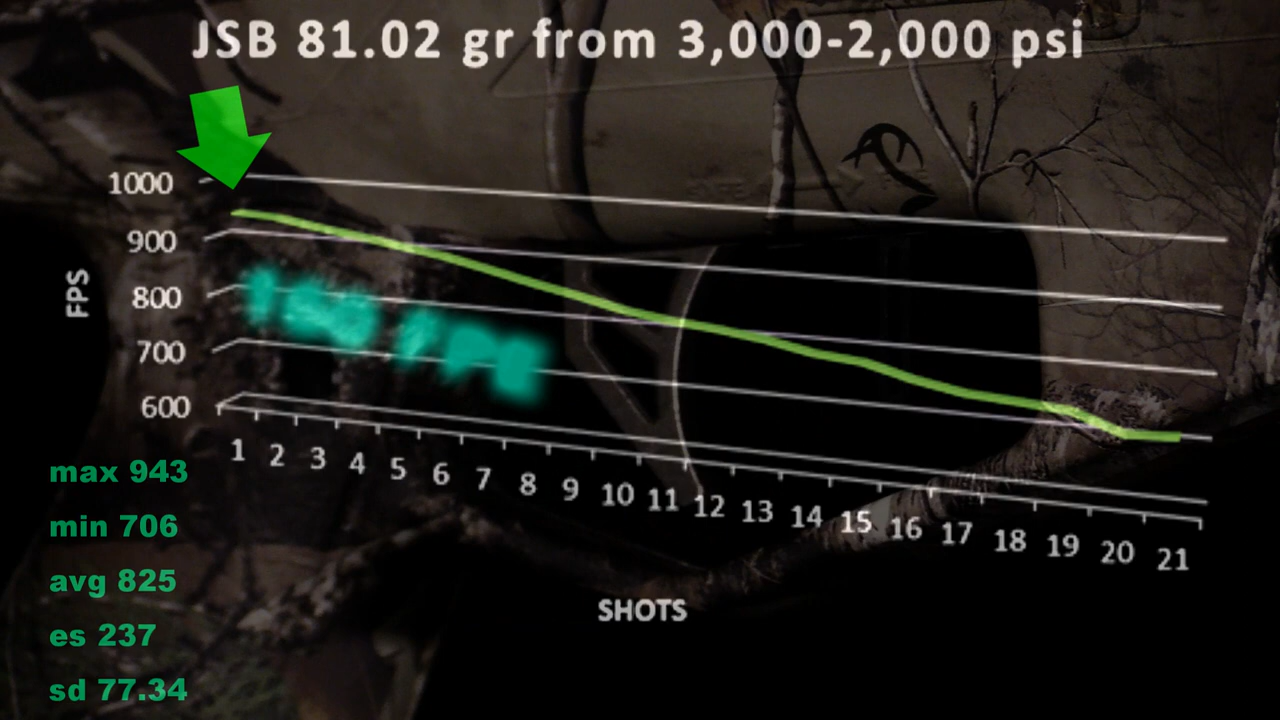 JSB 81.02 gr from 3,000-2,000 psi
1000
900
FPS
800
700
600
1 2 3 4 5 6 7 8 9 10 11 12 13 14 15 16 17 18 19 20 21
max 943
min 706
avg 825
es 237
sd 77.34
SHOTS